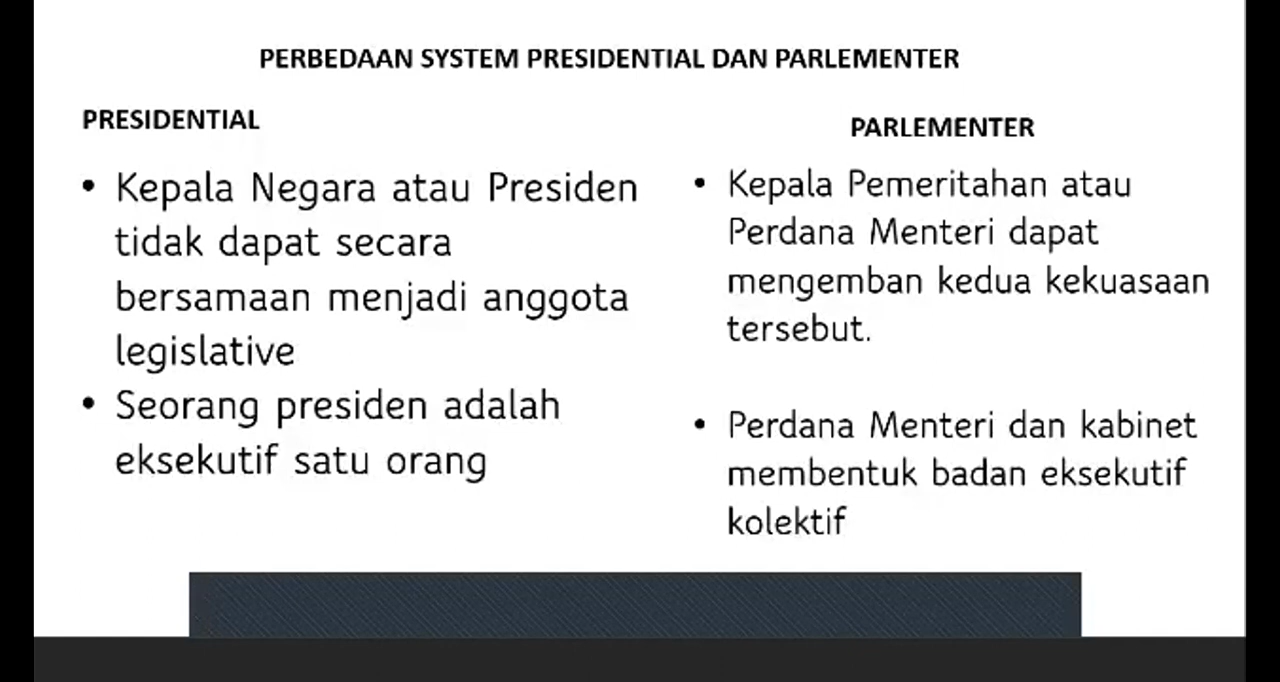 PERBEDAAN SYSTEM PRESIDENTIAL DAN PARLEMENTER
PRESIDENTIAL
• Kepala Negara atau Presiden
tidak dapat secara
bersamaan menjadi anggota
legislative
• Seorang presiden adalah
eksekutif satu orang
PARLEMENTER
• Kepala Pemeritahan atau
Perdana Menteri dapat
mengemban kedua kekuasaan
tersebut.
• Perdana Menteri dan kabinet
membentuk badan eksekutif
kolektif